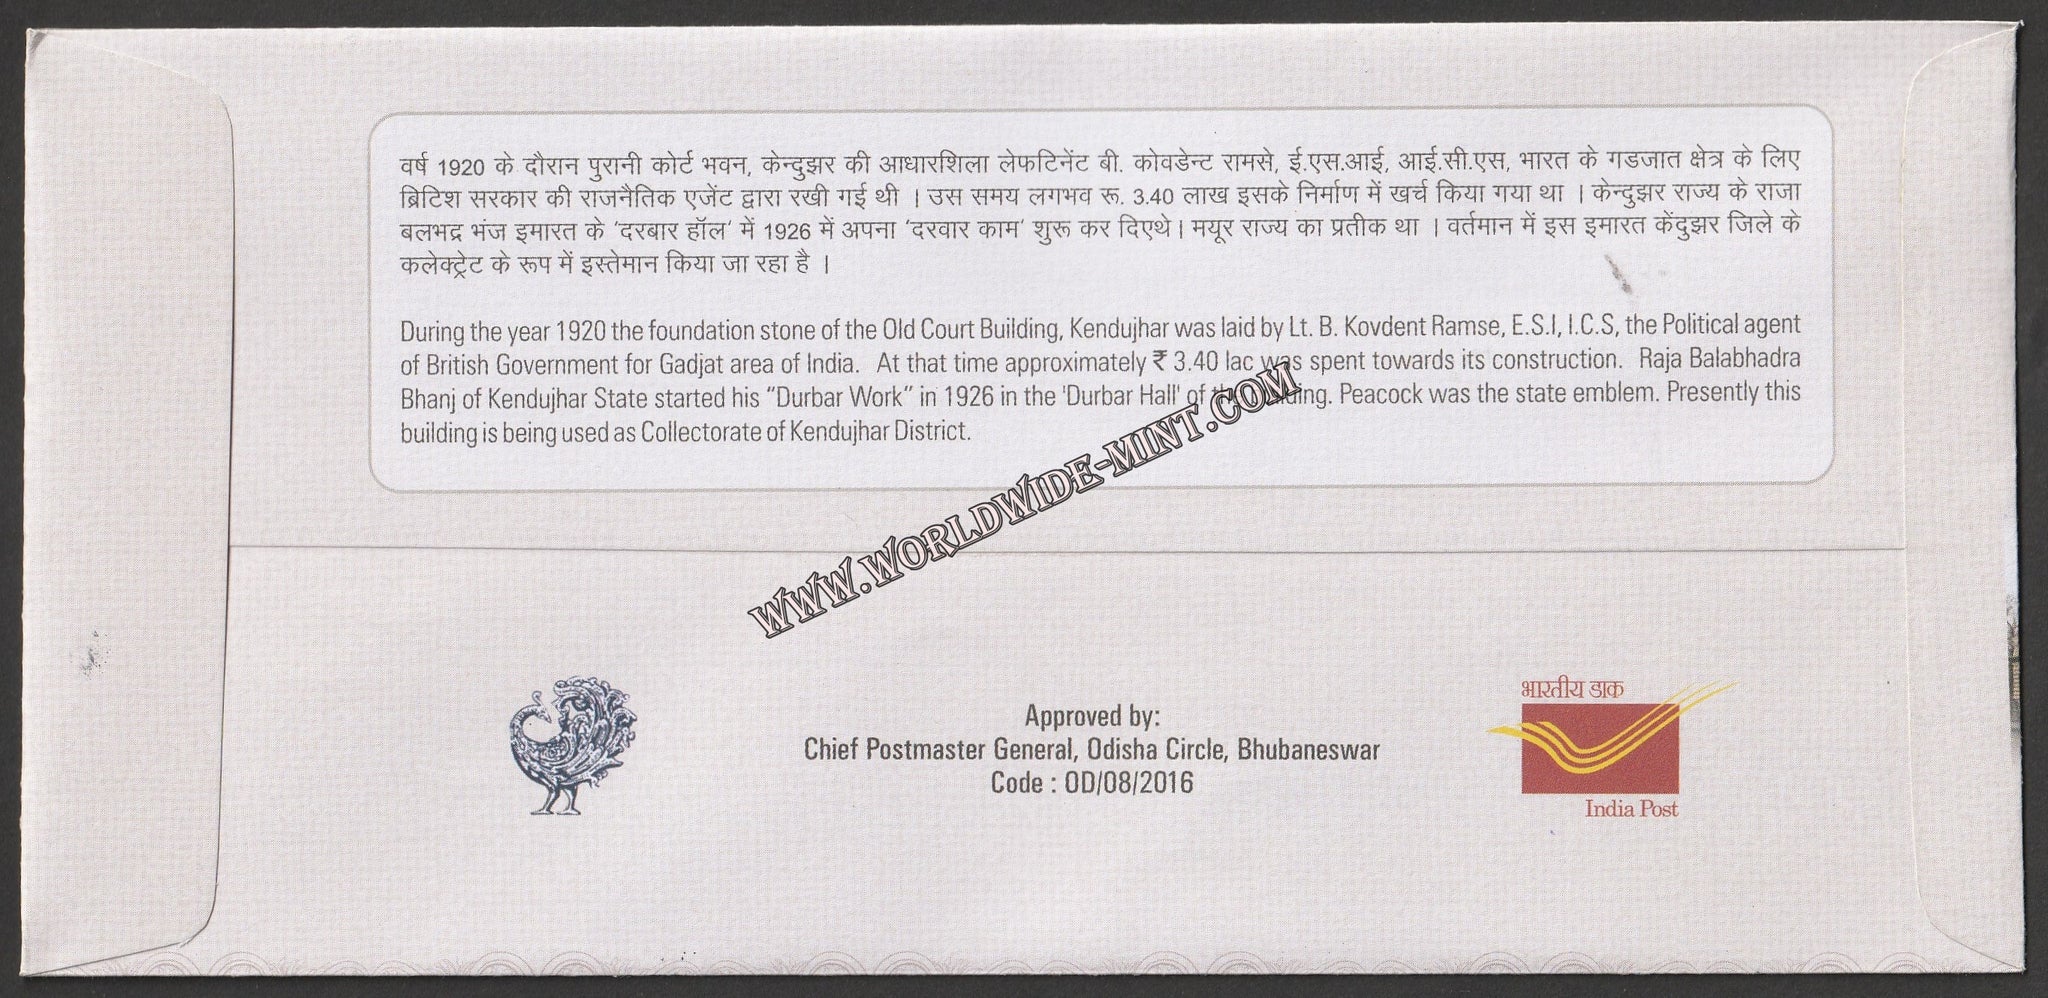 वर्ष 1920 के दौरान पुरानी कोर्ट भवन, केन्दुझर की आधारशिला लेफटिनेंट बी. कोवडेन्ट रामसे, ई.एस.आई, आई.सी.एस, भारत के गडजात क्षेत्र के लिए
ब्रिटिश सरकार की राजनैतिक एजेंट द्वारा रखी गई थी । उस समय लगभव रू. 3.40 लाख इसके निर्माण में खर्च किया गया था । केन्दुझर राज्य के राजा
बलभद्र भंज इमारत के 'दरबार हॉल' में 1926 में अपना 'दरवार काम' शुरू कर दिएथे। मयूर राज्य का प्रतीक था । वर्तमान में इस इमारत केंदुझर जिले के
कलेक्ट्रेट के रूप में इस्तेमान किया जा रहा है ।
During the year 1920 the foundation stone of the Old Court Building, Kendujhar was laid by Lt. B. Kovdent Ramse, E.S.I, I.C.S, the Political agent
of British Government for Gadjat area of India. At that time approximately ₹ 3.40 lac was spent towards its construction. Raja Balabhadra
Bhanj of Kendujhar State started his "Durbar Work" in 1926 in the 'Durbar Hall' of the building. Peacock was the state emblem. Presently this
building is being used as Collectorate of Kendujhar District.
WWW.WORLDWIDE-MINT.COM
Approved by:
Chief Postmaster General, Odisha Circle, Bhubaneswar
Code : OD/08/2016
भारतीय डाक
India Post